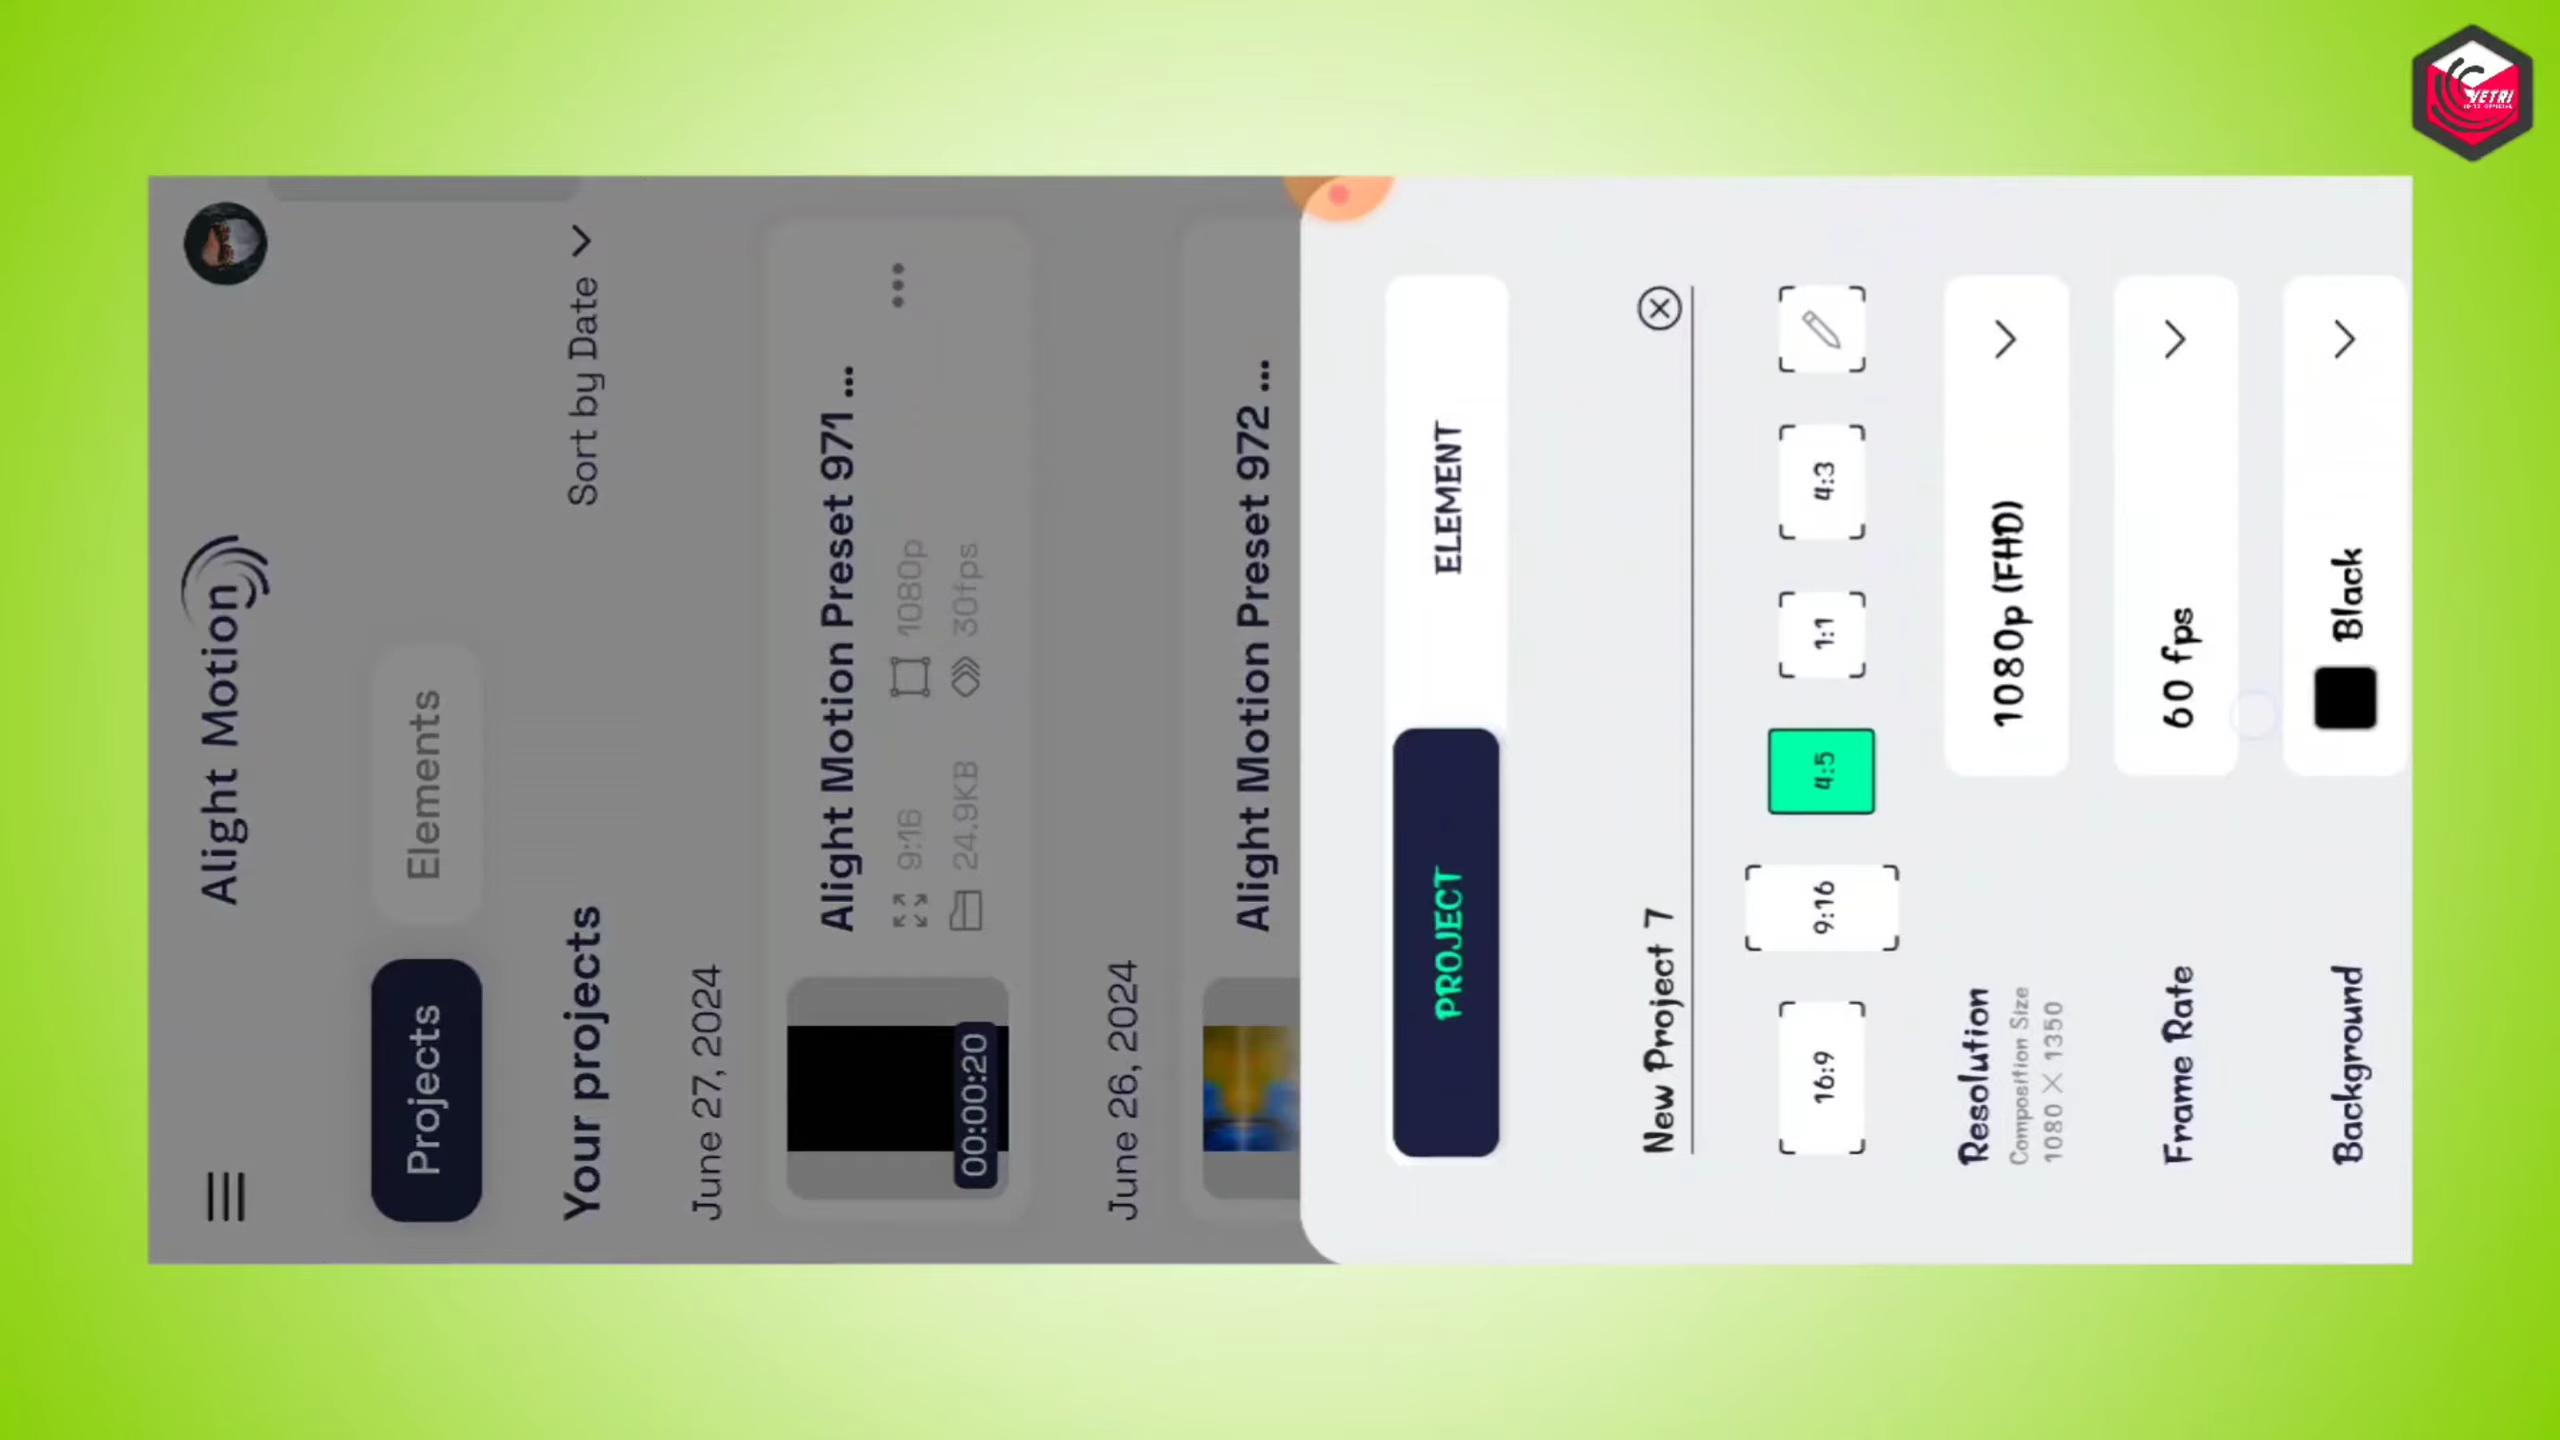 Alight Motion
Projects
Elements
Your projects
Sort by Date
June 27, 2024
Alight Motion Preset 971 ...
9:16
1080p
24.9KB
30fps
00:00:20
June 26, 2024
Alight Motion Preset 972 ...
PROJECT
ELEMENT
New Project 7
16:9
9:16
4:5
1:1
4:3
Resolution
Composition Size
1080 × 1350
1080p (FHD)
Frame Rate
60 fps
Background
Black
VETRI